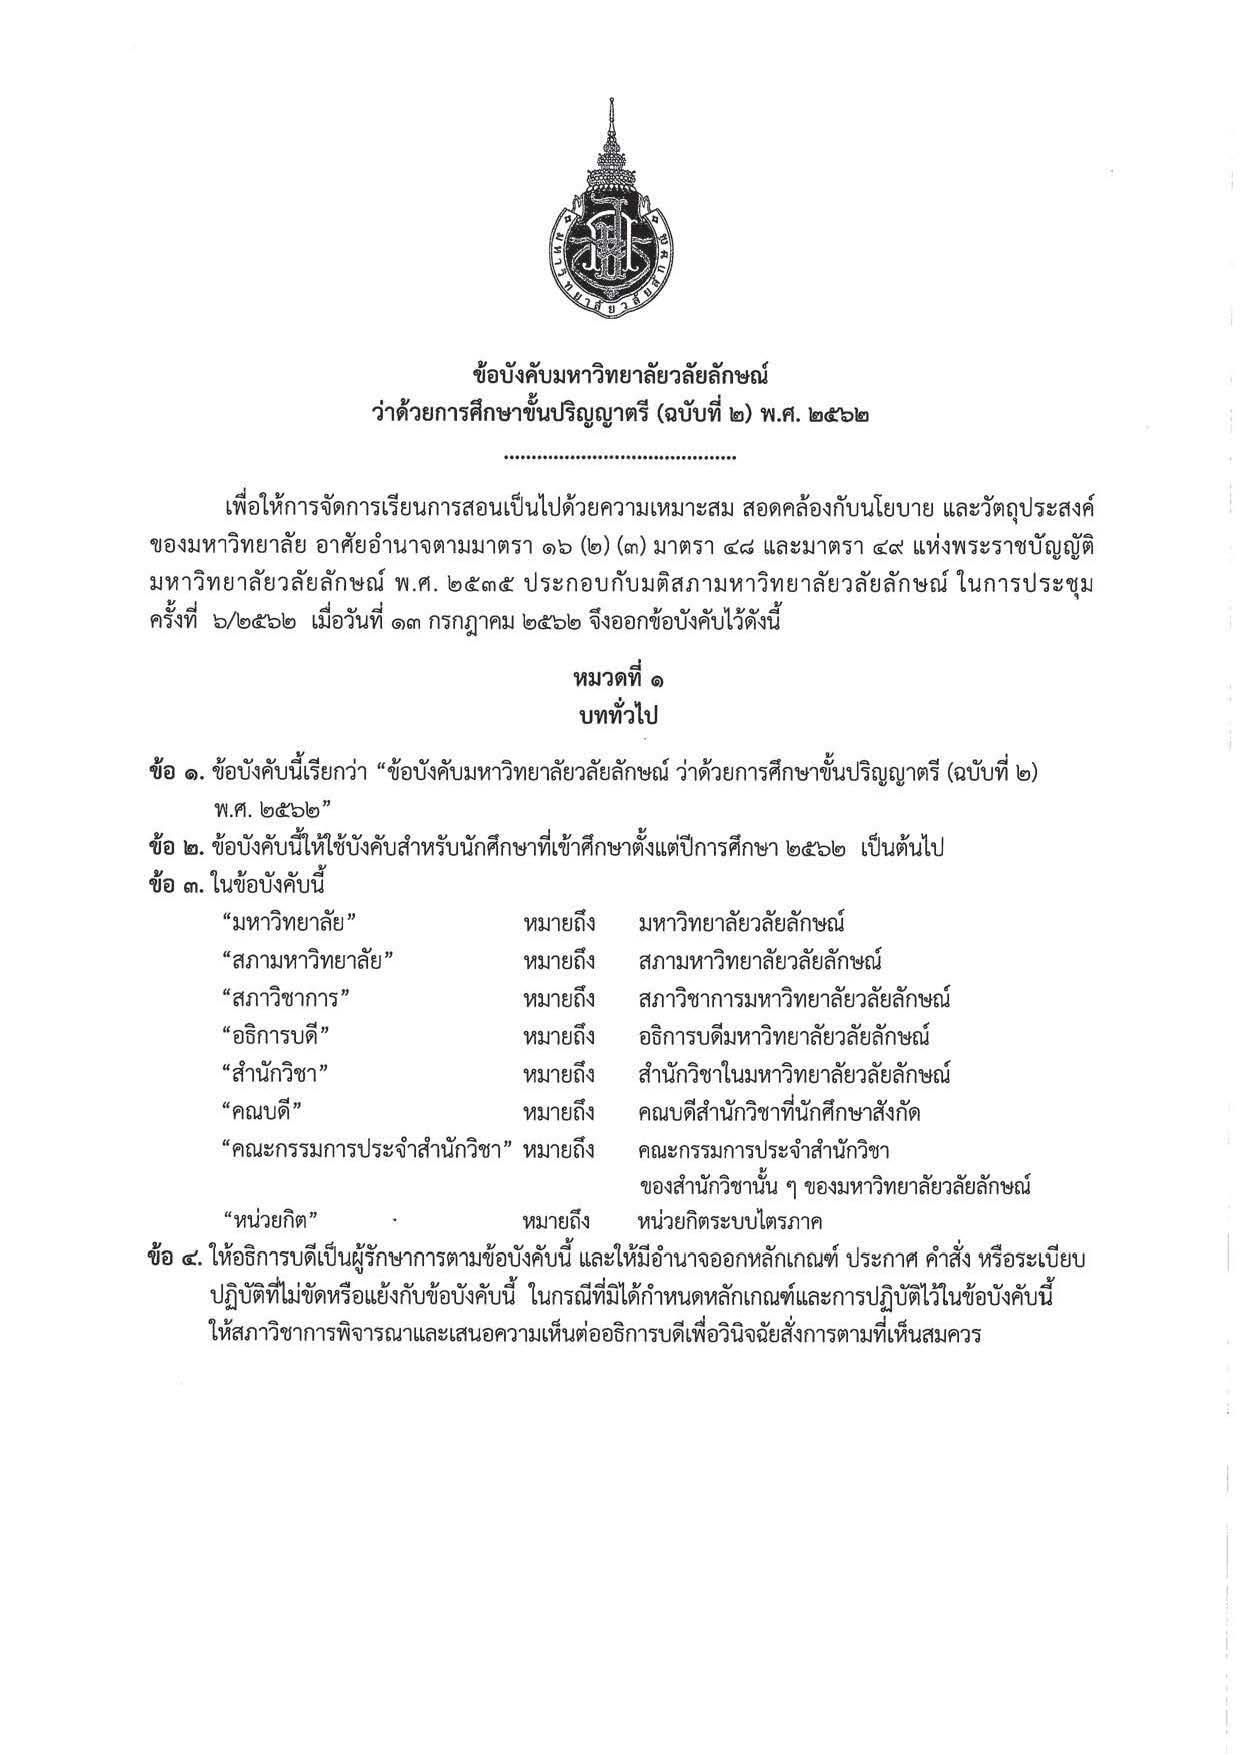 มหาวิทยาลัยวลัยลักษณ์
ข้อบังคับมหาวิทยาลัยวลัยลักษณ์
ว่าด้วยการศึกษาขั้นปริญญาตรี (ฉบับที่ ๒) พ.ศ. ๒๕๖๒
..........................................
เพื่อให้การจัดการเรียนการสอนเป็นไปด้วยความเหมาะสม สอดคล้องกับนโยบาย และวัตถุประสงค์
ของมหาวิทยาลัย อาศัยอำนาจตามมาตรา ๑๖ (๒) (๓) มาตรา ๔๘ และมาตรา ๔๙ แห่งพระราชบัญญัติ
มหาวิทยาลัยวลัยลักษณ์ พ.ศ. ๒๕๓๕ ประกอบกับมติสภามหาวิทยาลัยวลัยลักษณ์ ในการประชุม
ครั้งที่ ๖/๒๕๖๒ เมื่อวันที่ ๑๓ กรกฎาคม ๒๕๖๒ จึงออกข้อบังคับไว้ดังนี้
หมวดที่ ๑
บททั่วไป
ข้อ ๑. ข้อบังคับนี้เรียกว่า “ข้อบังคับมหาวิทยาลัยวลัยลักษณ์ ว่าด้วยการศึกษาขั้นปริญญาตรี (ฉบับที่ ๒)
พ.ศ. ๒๕๖๒”
ข้อ ๒. ข้อบังคับนี้ให้ใช้บังคับสำหรับนักศึกษาที่เข้าศึกษาตั้งแต่ปีการศึกษา ๒๕๖๒ เป็นต้นไป
ข้อ ๓. ในข้อบังคับนี้
“มหาวิทยาลัย” หมายถึง มหาวิทยาลัยวลัยลักษณ์
“สภามหาวิทยาลัย” หมายถึง สภามหาวิทยาลัยวลัยลักษณ์
“สภาวิชาการ” หมายถึง สภาวิชาการมหาวิทยาลัยวลัยลักษณ์
“อธิการบดี” หมายถึง อธิการบดีมหาวิทยาลัยวลัยลักษณ์
“สำนักวิชา” หมายถึง สำนักวิชาในมหาวิทยาลัยวลัยลักษณ์
“คณบดี” หมายถึง คณบดีสำนักวิชาที่นักศึกษาสังกัด
“คณะกรรมการประจำสำนักวิชา” หมายถึง คณะกรรมการประจำสำนักวิชา
ของสำนักวิชานั้น ๆ ของมหาวิทยาลัยวลัยลักษณ์
“หน่วยกิต” หมายถึง หน่วยกิตระบบไตรภาค
ข้อ ๔. ให้อธิการบดีเป็นผู้รักษาการตามข้อบังคับนี้ และให้มีอำนาจออกหลักเกณฑ์ ประกาศ คำสั่ง หรือระเบียบ
ปฏิบัติที่ไม่ขัดหรือแย้งกับข้อบังคับนี้ ในกรณีที่มิได้กำหนดหลักเกณฑ์และการปฏิบัติไว้ในข้อบังคับนี้
ให้สภาวิชาการพิจารณาและเสนอความเห็นต่ออธิการบดีเพื่อวินิจฉัยสั่งการตามที่เห็นสมควร